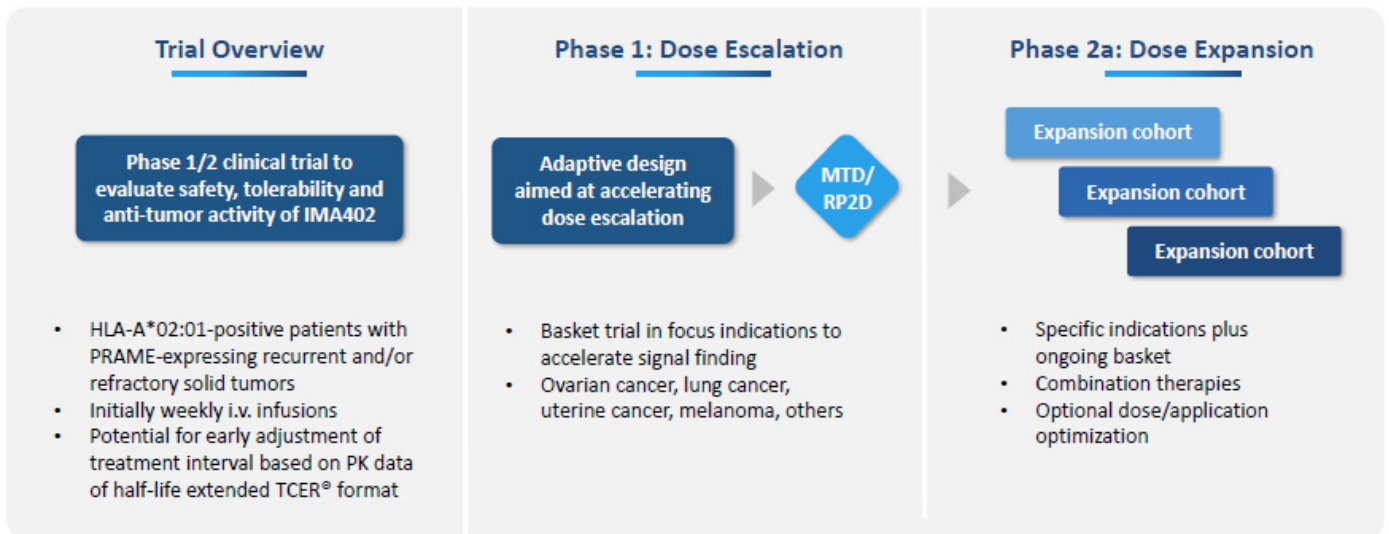 Trial Overview
Phase 1/2 clinical trial to
evaluate safety, tolerability and
anti-tumor activity of IMA402
• HLA-A*02:01-positive patients with
PRAME-expressing recurrent and/or
refractory solid tumors
• Initially weekly i.v. infusions
• Potential for early adjustment of
treatment interval based on PK data
of half-life extended TCER® format
Phase 1: Dose Escalation
Adaptive design
aimed at accelerating
dose escalation
MTD/
RP2D
• Basket trial in focus indications to
accelerate signal finding
• Ovarian cancer, lung cancer,
uterine cancer, melanoma, others
Phase 2a: Dose Expansion
Expansion cohort
Expansion cohort
Expansion cohort
• Specific indications plus
ongoing basket
• Combination therapies
• Optional dose/application
optimization